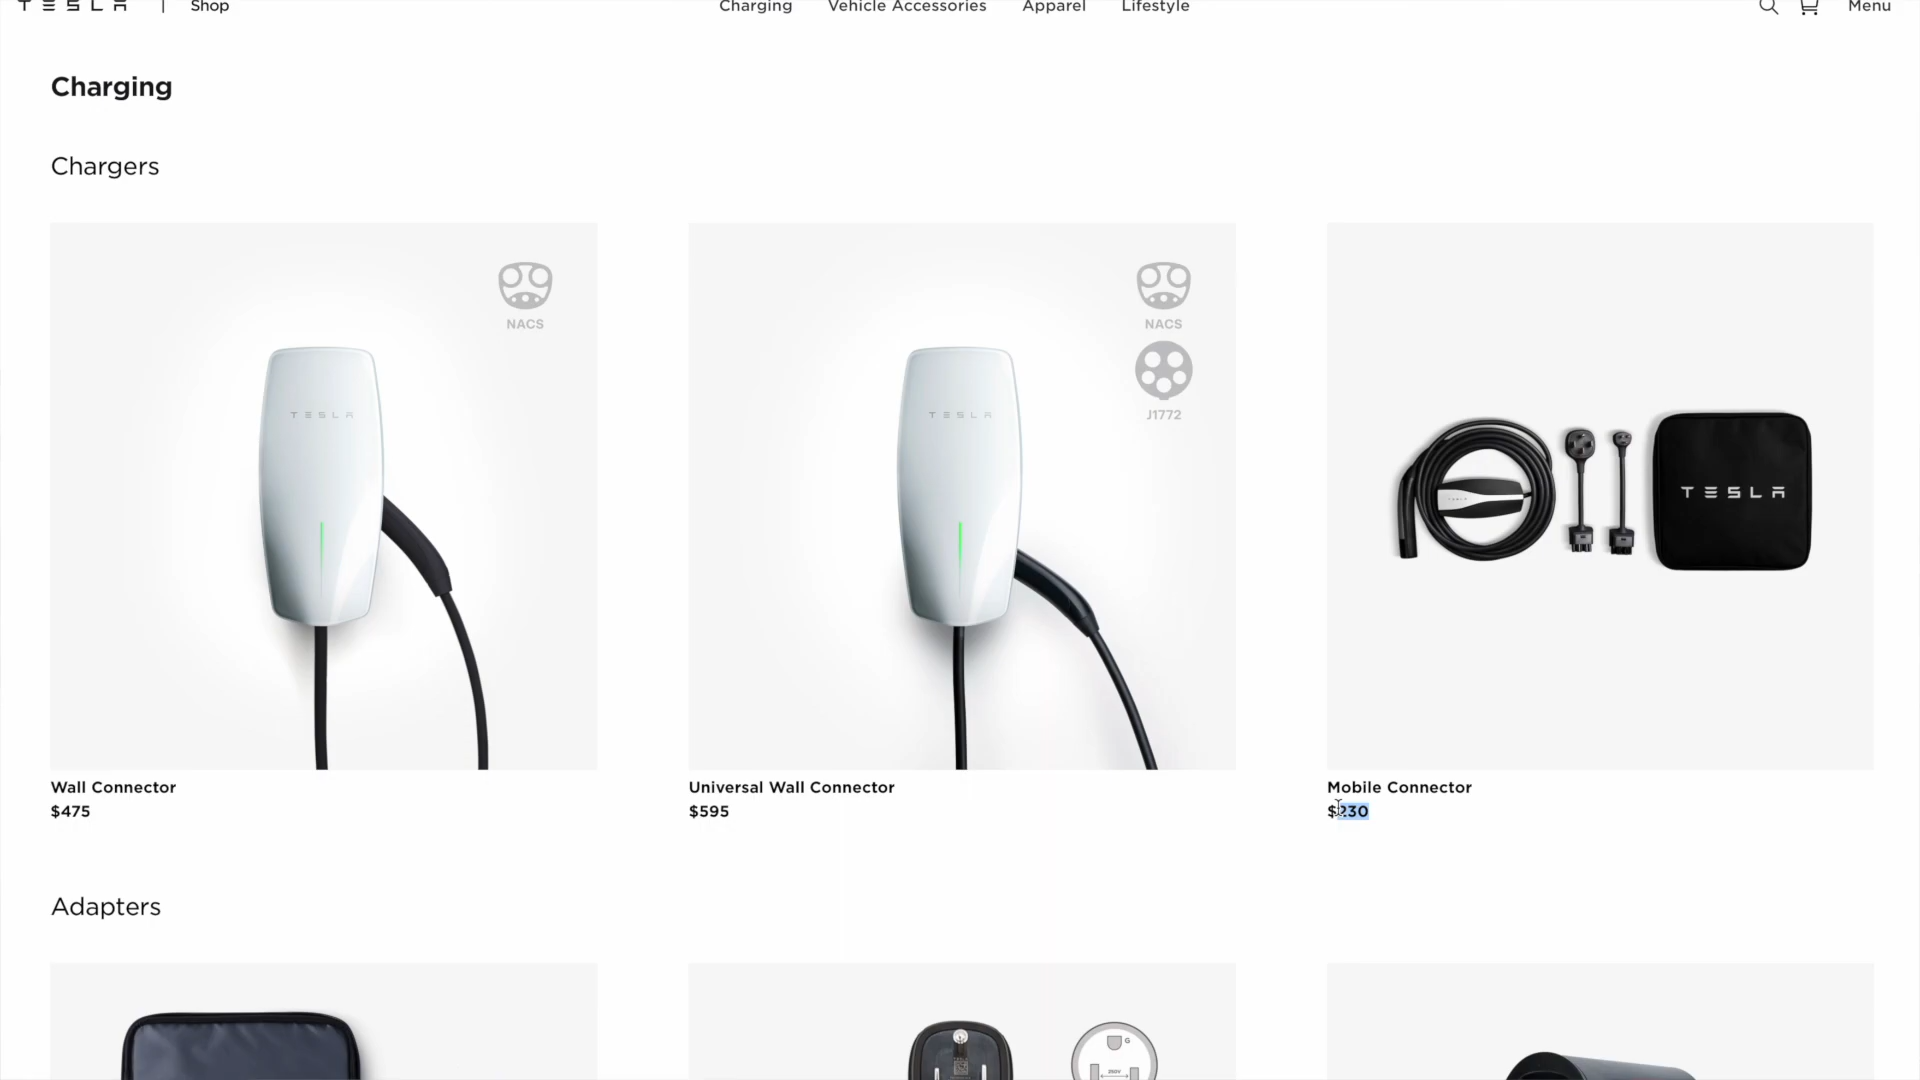 TESLA | Shop
Charging
Vehicle Accessories
Apparel
Lifestyle
Menu
Charging
Chargers
NACS
TESLA
NACS
J1772
TESLA
TESLA
Wall Connector
$475
Universal Wall Connector
$595
Mobile Connector
$230
Adapters
G
250V